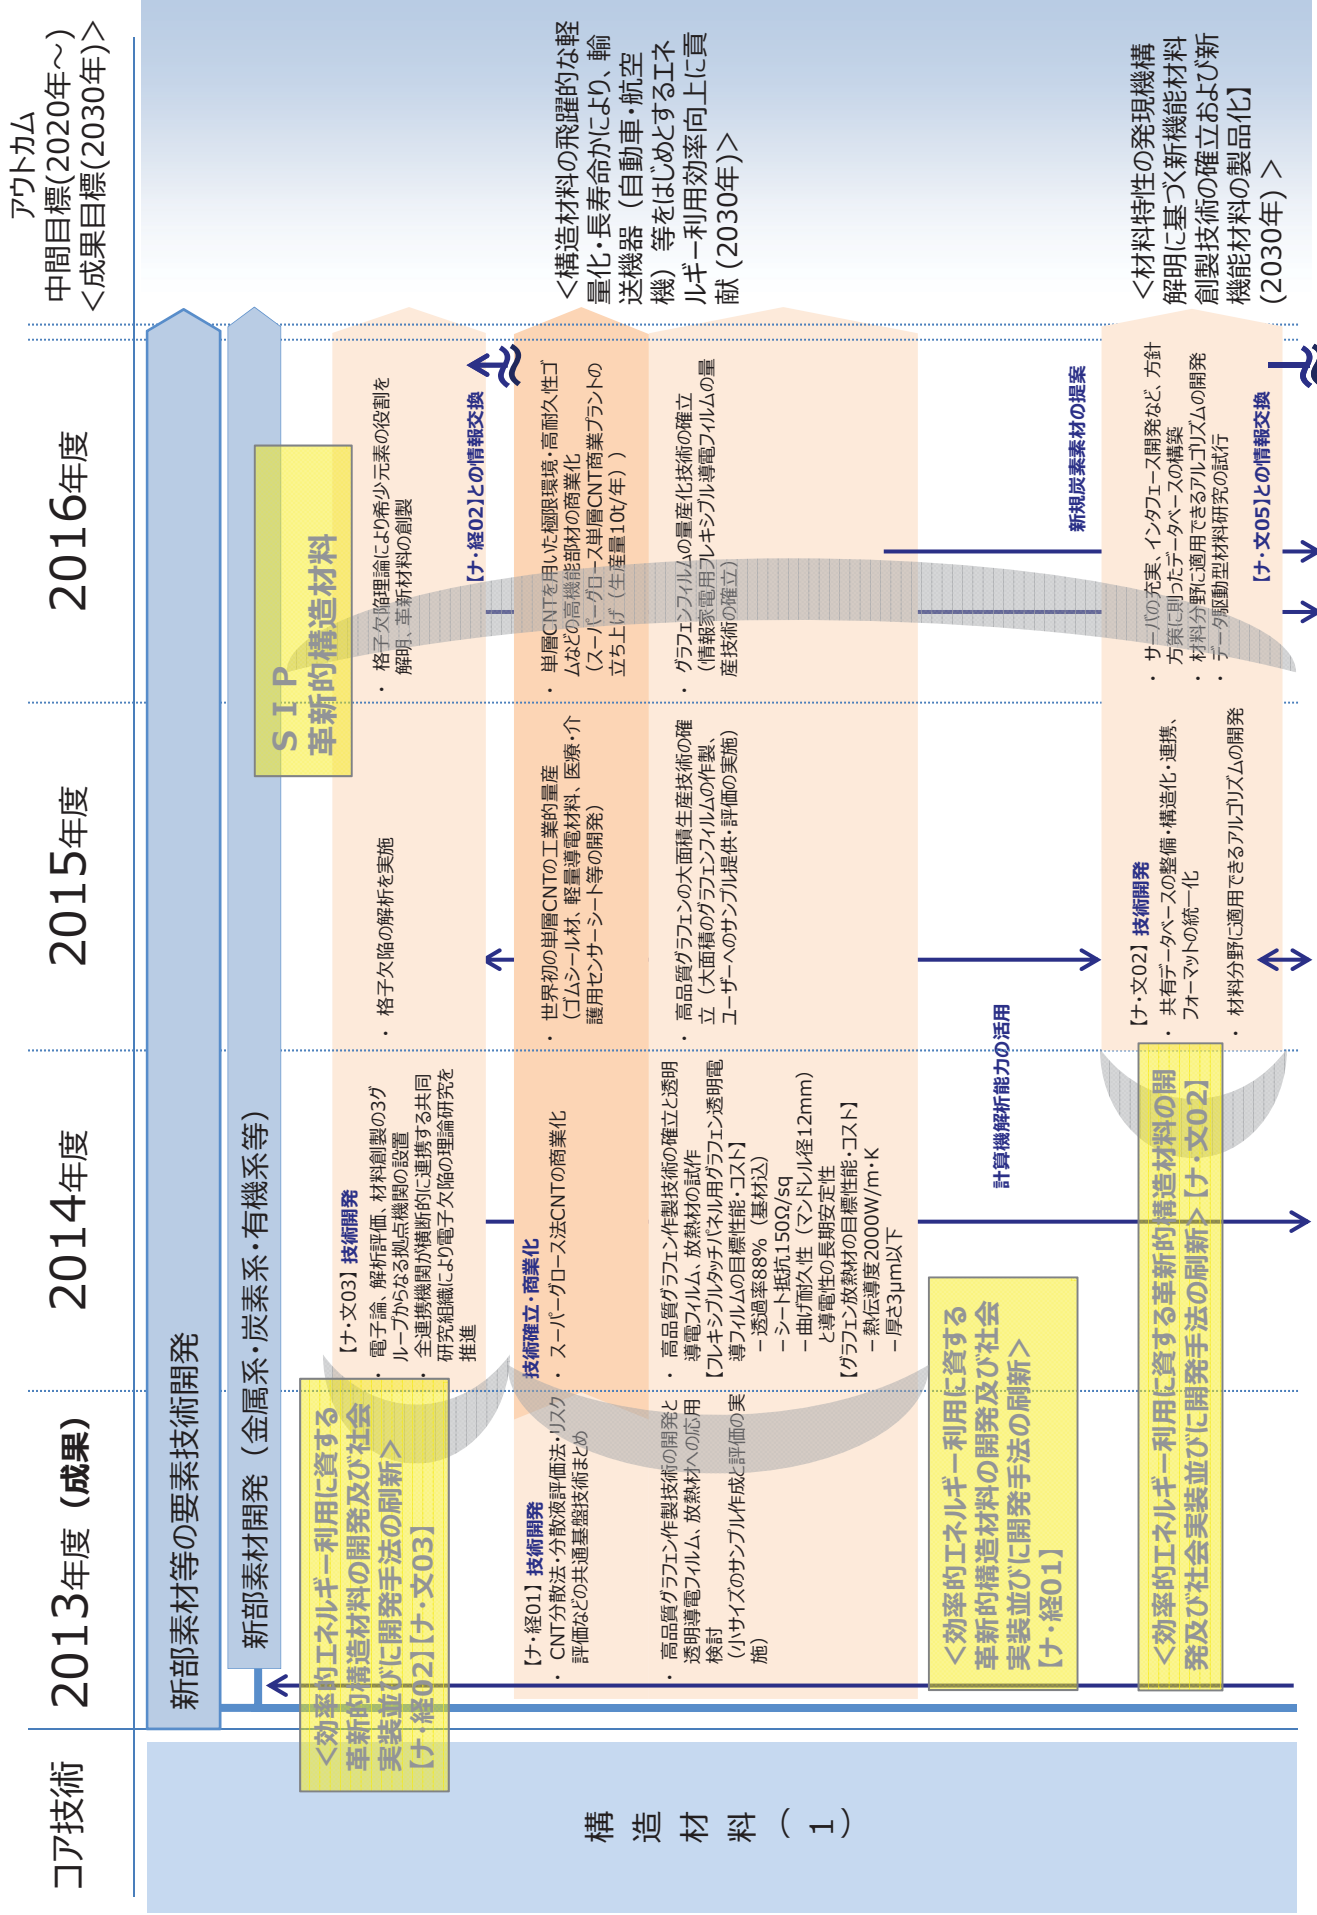 コア技術
2013年度（成果）
2014年度
2015年度
2016年度
アウトカム
中間目標(2020年～)
＜成果目標(2030年)＞
構造材料（１）
新部素材等の要素技術開発
新部素材開発（金属系・炭素系・有機系等）
ＳＩＰ
革新的構造材料
＜効率的エネルギー利用に資する
革新的構造材料の開発及び社会
実装並びに開発手法の刷新＞
【ナ・経02】【ナ・文03】
【ナ・文03】技術開発
・ 電子論、解析評価、材料創製の3グ
ループからなる拠点機関の設置
・ 全連携機関が横断的に連携する共同
研究組織により電子欠陥の理論研究を
推進
・ 格子欠陥の解析を実施
・ 格子欠陥理論により希少元素の役割を
解明、革新材料の創製
【ナ・経02】との情報交換
【ナ・経01】技術開発
・ CNT分散法・分散液評価法・リスク
評価などの共通基盤技術まとめ
・ 高品質グラフェン作製技術の開発と
透明導電フィルム、放熱材への応用
検討
（小サイズのサンプル作成と評価の実
施）
技術確立・商業化
・ スーパーグロース法CNTの商業化
・ 高品質グラフェン作製技術の確立と透明
導電フィルム、放熱材の試作
【フレキシブルタッチパネル用グラフェン透明電
導フィルムの目標性能・コスト】
－透過率88%（基材込）
－シート抵抗150Ω/sq
－曲げ耐久性（マンドレル径12mm）
と導電性の長期安定性
【グラフェン放熱材の目標性能・コスト】
－熱伝導度2000W/m・K
－厚さ3μm以下
・ 世界初の単層CNTの工業的量産
（ゴムシール材、軽量導電材料、医療・介
護用センサーシート等の開発）
・ 高品質グラフェンの大面積生産技術の確
立（大面積のグラフェンフィルムの作製、
ユーザーへのサンプル提供・評価の実施）
・ 単層CNTを用いた極限環境・高耐久性ゴ
ムなどの高機能部材の商業化
（スーパーグロース単層CNT商業プラントの
立ち上げ（生産量10t/年））
・ グラフェンフィルムの量産化技術の確立
（情報家電用フレキシブル導電フィルムの量
産技術の確立）
＜構造材料の飛躍的な軽
量化・長寿命かにより、輸
送機器（自動車・航空
機）等をはじめとするエネ
ルギー利用効率向上に貢
献 (2030年)＞
＜効率的エネルギー利用に資する
革新的構造材料の開発及び社会
実装並びに開発手法の刷新＞
【ナ・経01】
計算機解析能力の活用
新規炭素素材の提案
＜効率的エネルギー利用に資する革新的構造材料の開
発及び社会実装並びに開発手法の刷新＞【ナ・文02】
【ナ・文02】技術開発
・ 共有データベースの整備・構造化・連携、
フォーマットの統一化
・ 材料分野に適用できるアルゴリズムの開発
・ サーバの充実、インタフェース開発など、方針
方策に則ったデータベースの構築
・ 材料分野に適用できるアルゴリズムの開発
・ データ駆動型材料研究の試行
【ナ・文05】との情報交換
＜材料特性の発現機構
解明に基づく新機能材料
創製技術の確立および新
機能材料の製品化】
(2030年) ＞